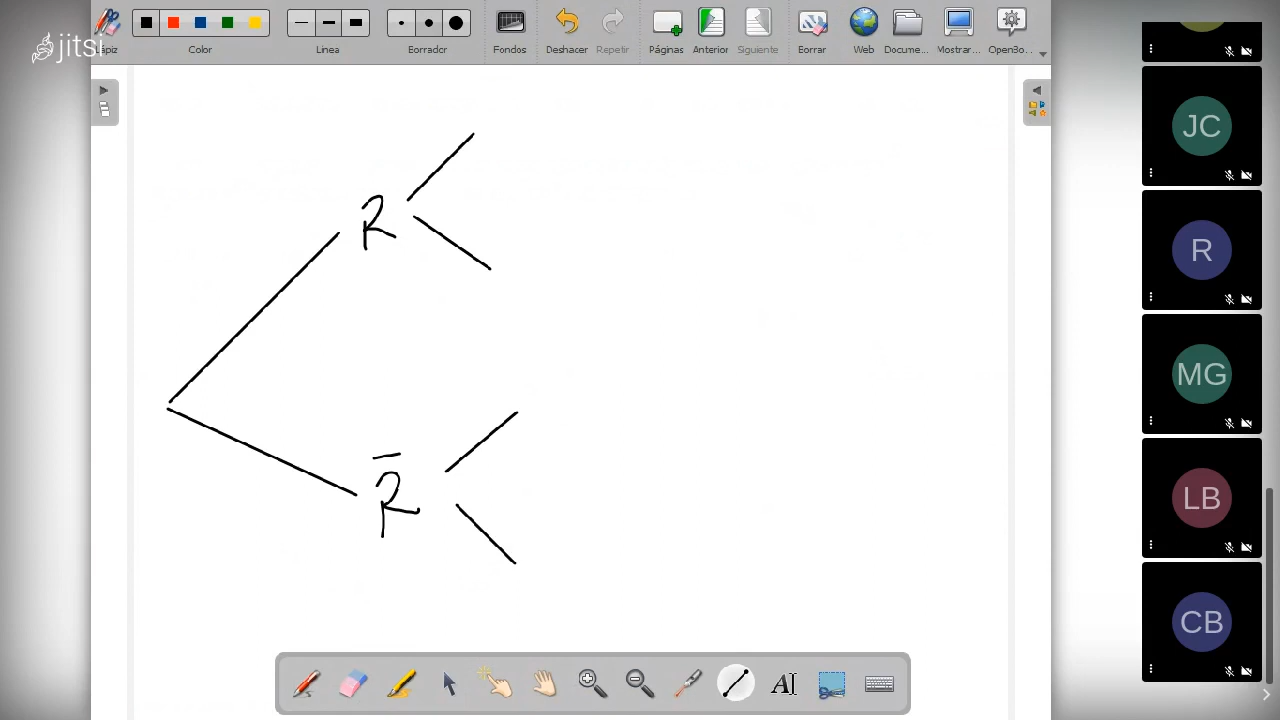 jitsi
Color
Línea
Borrador
Fondos
Deshacer
Repetir
Páginas
Anterior
Siguiente
Borrar
Web
Docume...
Mostrar...
OpenBo...
R
R̄
JC
R
MG
LB
CB